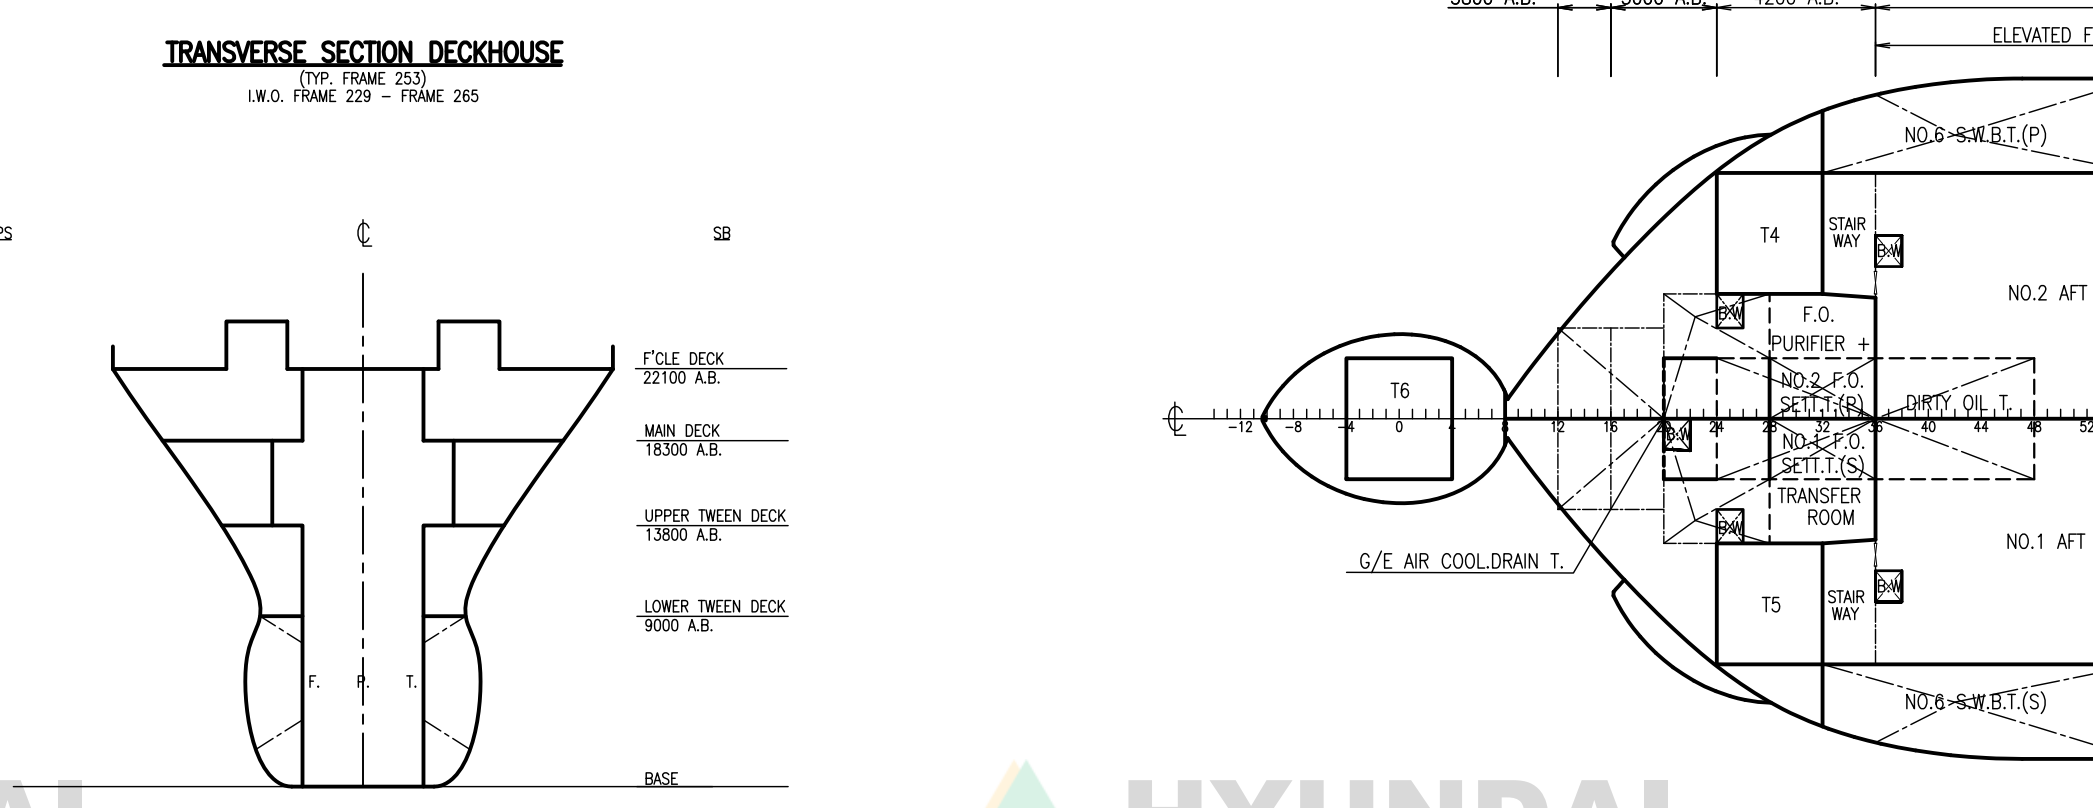 TRANSVERSE SECTION DECKHOUSE
(TYP. FRAME 253)
I.W.O. FRAME 229 - FRAME 265
PS
SB
F'CLE DECK
22100 A.B.
MAIN DECK
18300 A.B.
UPPER TWEEN DECK
13800 A.B.
LOWER TWEEN DECK
9000 A.B.
F. P. T.
BASE
ELEVATED F
NO.6 S.W.B.T.(P)
T4
STAIR
WAY
B.W
NO.2 AFT
B.W
F.O.
PURIFIER +
T6
NO.2 F.O.
SETT.T.(P)
DIRTY OIL T.
-12 -8 -4 0 4 8 12 16 20 24 28 32 36 40 44 48 52
B.W
NO.1 F.O.
SETT.T.(S)
TRANSFER
ROOM
B.W
NO.1 AFT
G/E AIR COOL.DRAIN T.
T5
STAIR
WAY
B.W
NO.6 S.W.B.T.(S)
HYUNDAI